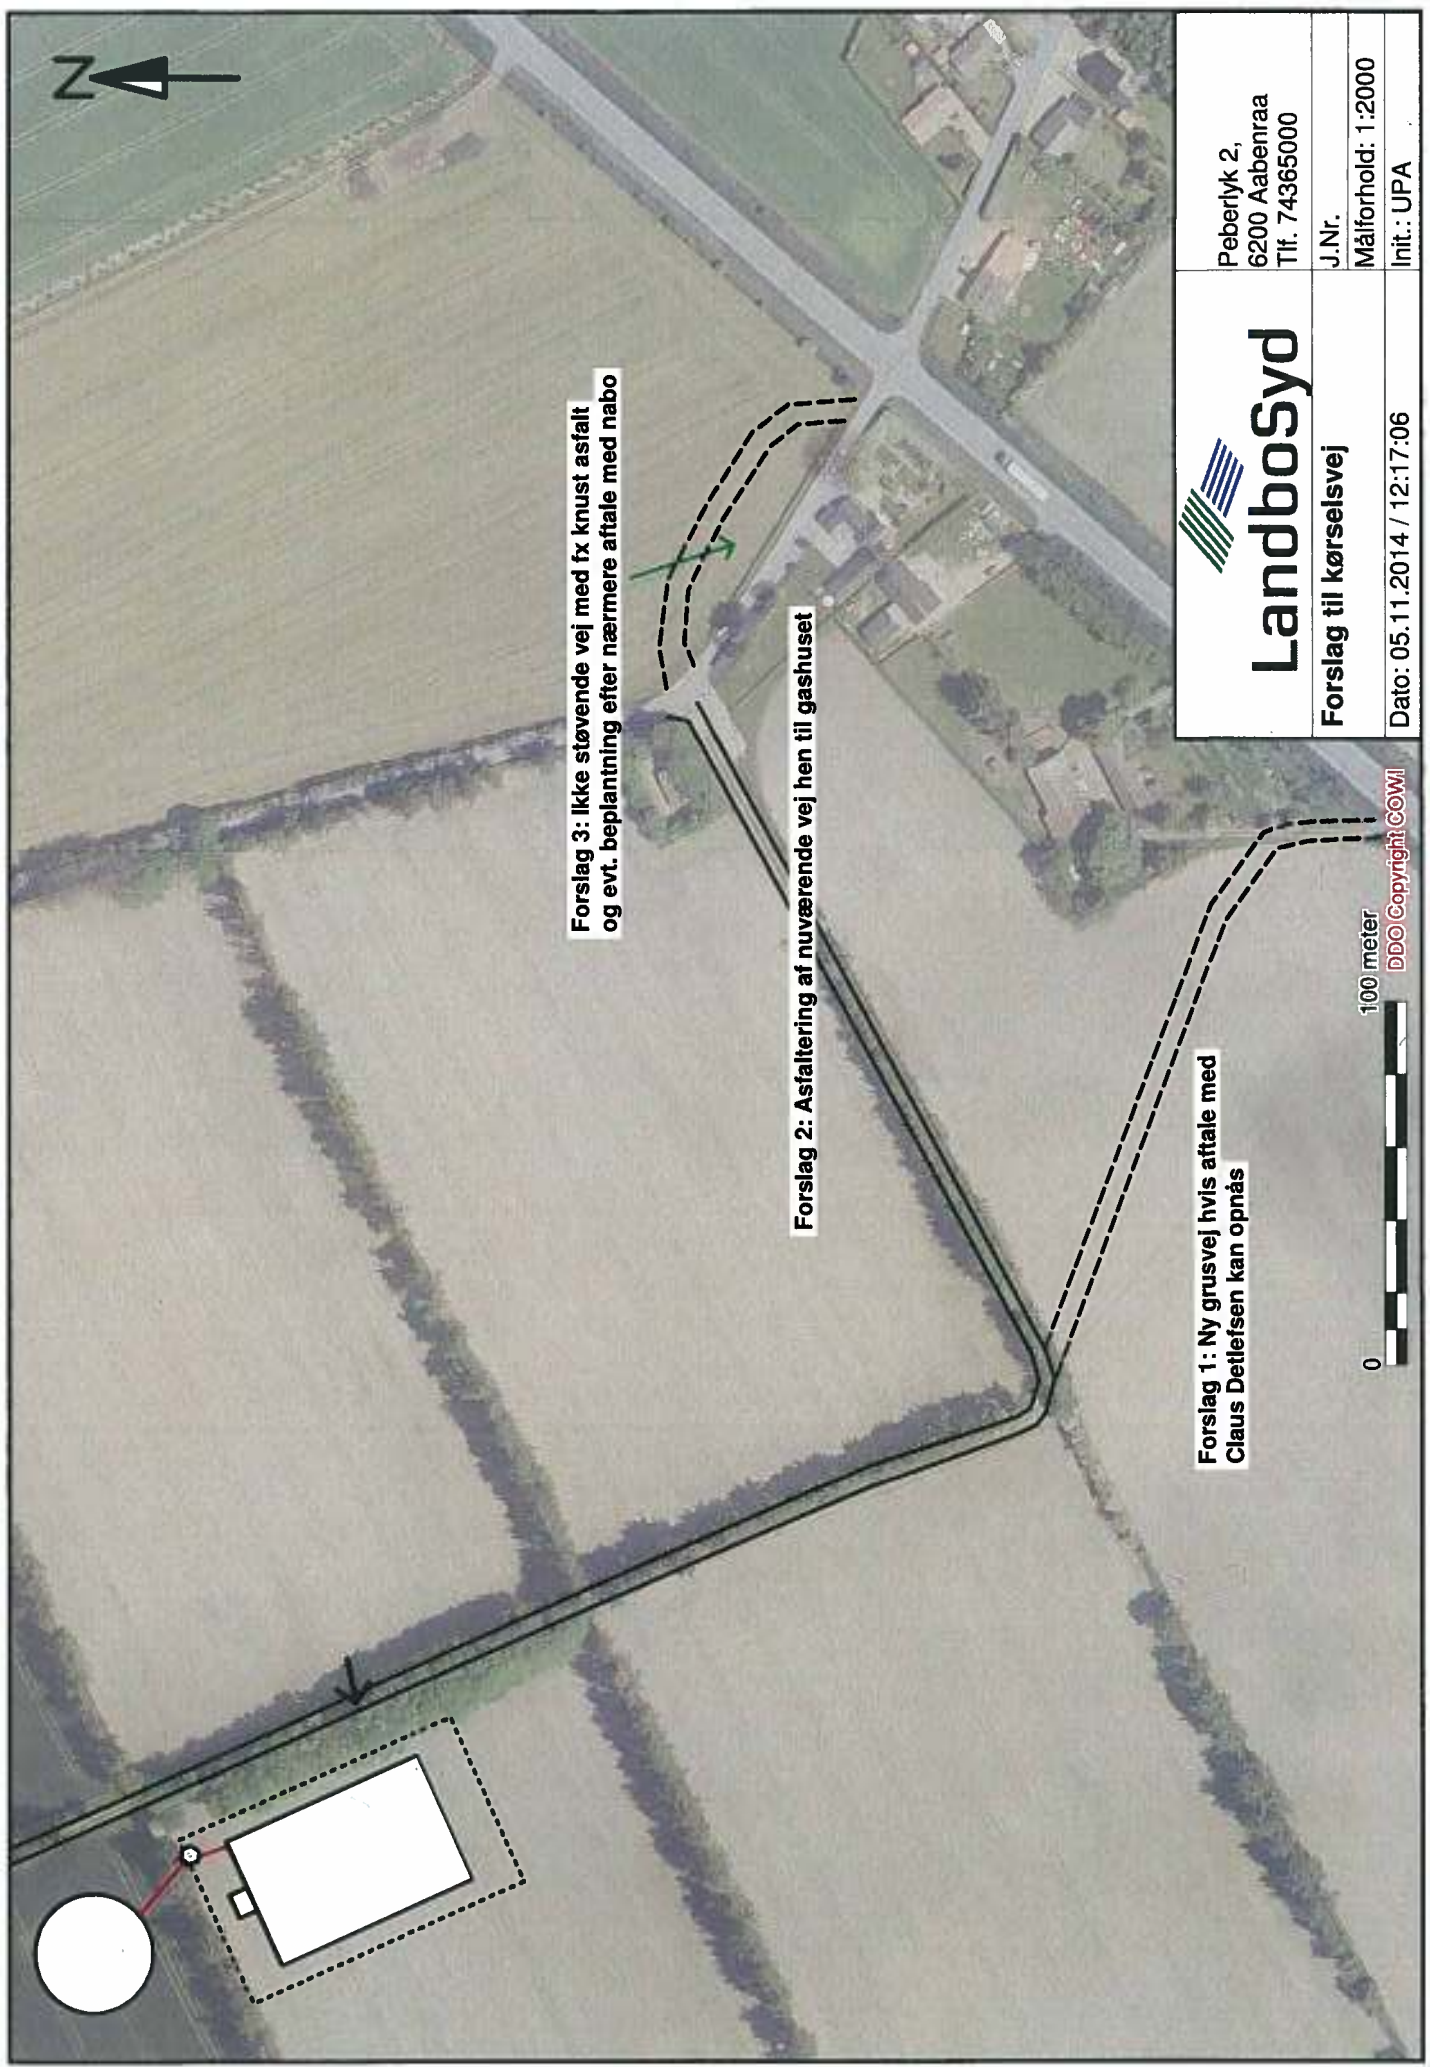 N
Forslag 3: Ikke støvende vej med fx knust asfalt
og evt. beplantning efter nærmere aftale med nabo
Forslag 2: Asfaltering af nuværende vej hen til gashuset
Forslag 1: Ny grusvej hvis aftale med
Claus Detlefsen kan opnås
0
100 meter
DDO Copyright COWI
LandboSyd
Peberlyk 2,
6200 Aabenraa
Tlf. 74365000
Forslag til kørselsvej
J.Nr.
Målforhold: 1:2000
Dato: 05.11.2014 / 12:17:06
Init.: UPA